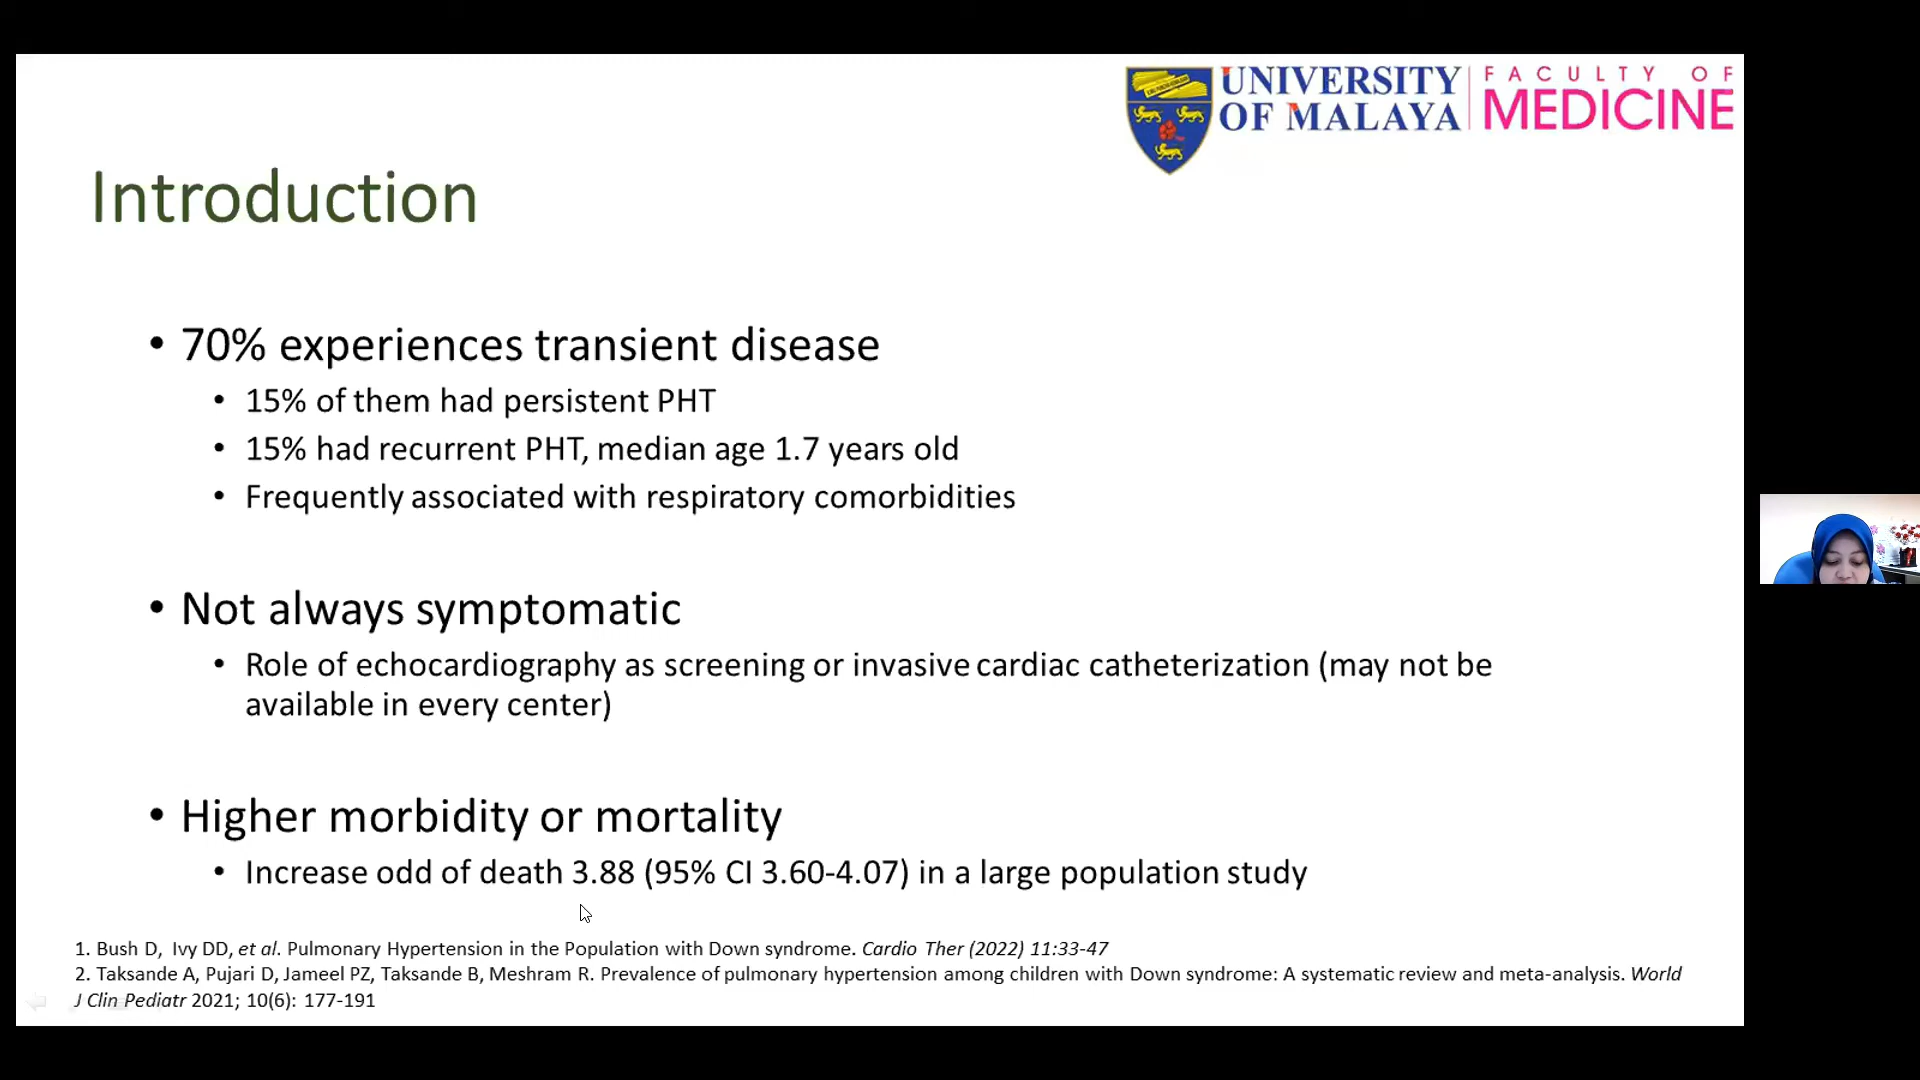 UNIVERSITY
OF MALAYA
FACULTY OF
MEDICINE
Introduction
• 70% experiences transient disease
• 15% of them had persistent PHT
• 15% had recurrent PHT, median age 1.7 years old
• Frequently associated with respiratory comorbidities
• Not always symptomatic
• Role of echocardiography as screening or invasive cardiac catheterization (may not be
available in every center)
• Higher morbidity or mortality
• Increase odd of death 3.88 (95% CI 3.60-4.07) in a large population study
1. Bush D, Ivy DD, et al. Pulmonary Hypertension in the Population with Down syndrome. Cardio Ther (2022) 11:33-47
2. Taksande A, Pujari D, Jameel PZ, Taksande B, Meshram R. Prevalence of pulmonary hypertension among children with Down syndrome: A systematic review and meta-analysis. World
J Clin Pediatr 2021; 10(6): 177-191